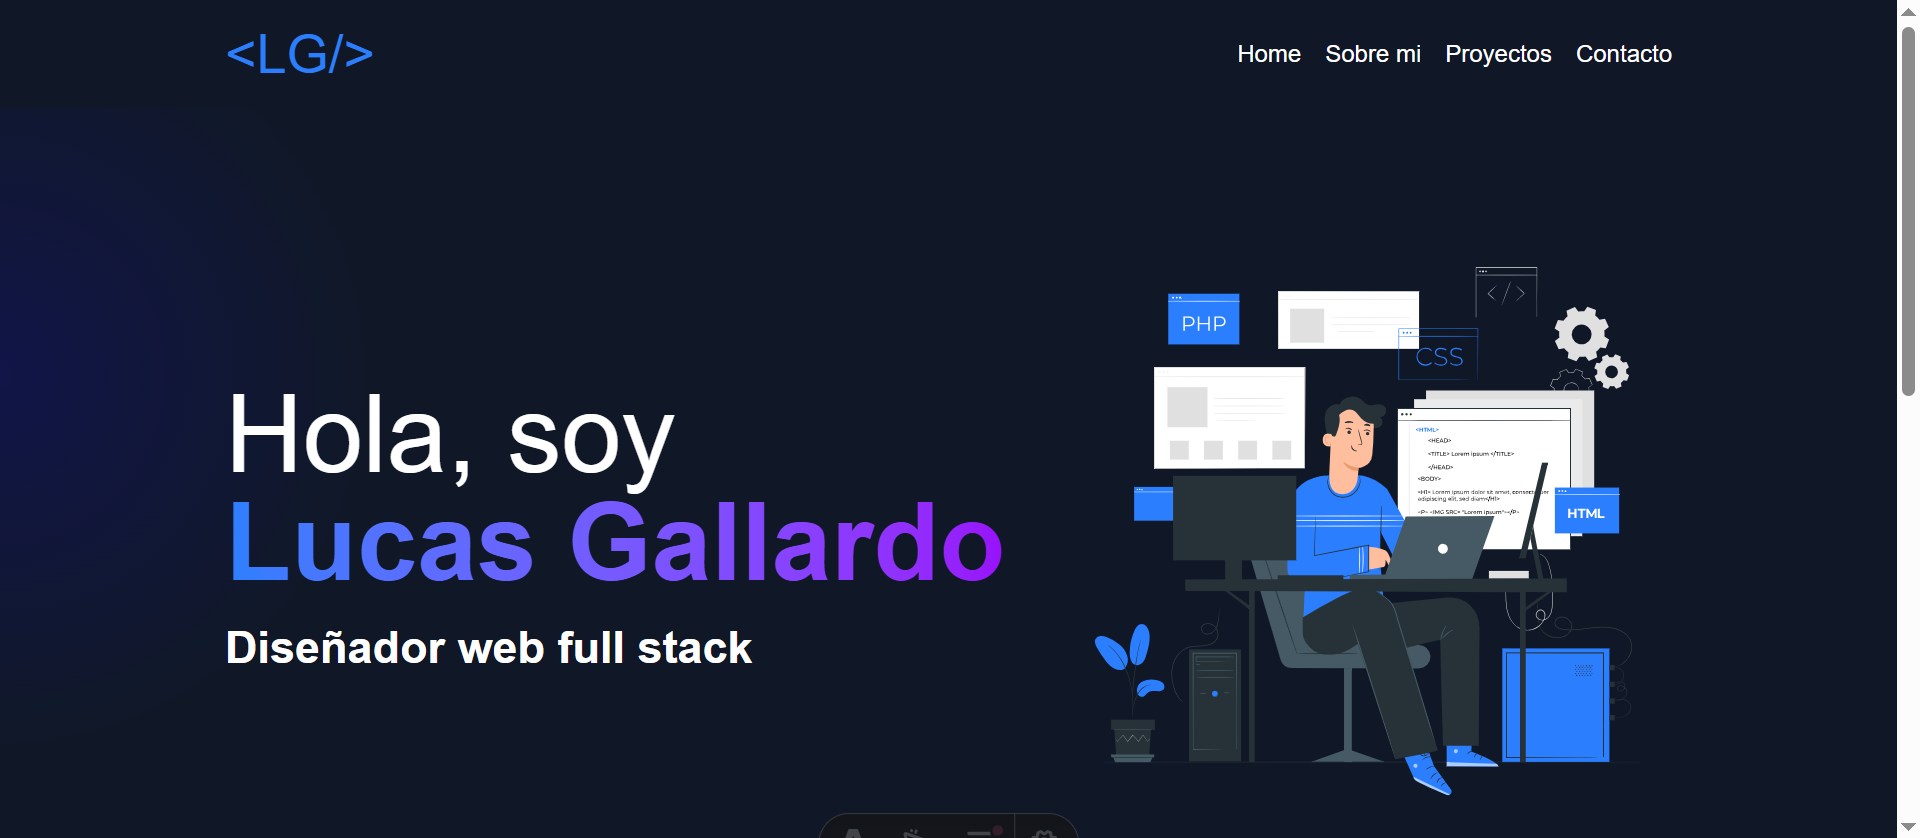 <LG/>
Home Sobre mi Proyectos Contacto
Hola, soy
Lucas Gallardo
Diseñador web full stack
PHP
</>
CSS
<HTML>
<HEAD>
<TITLE> Lorem ipsum </TITLE>
</HEAD>
<BODY>
<H1> Lorem ipsum dolor sit amet, consectetuer
adipiscing elit, sed diam</H1>
<P> <IMG SRC= "Lorem ipsum"></P>
HTML